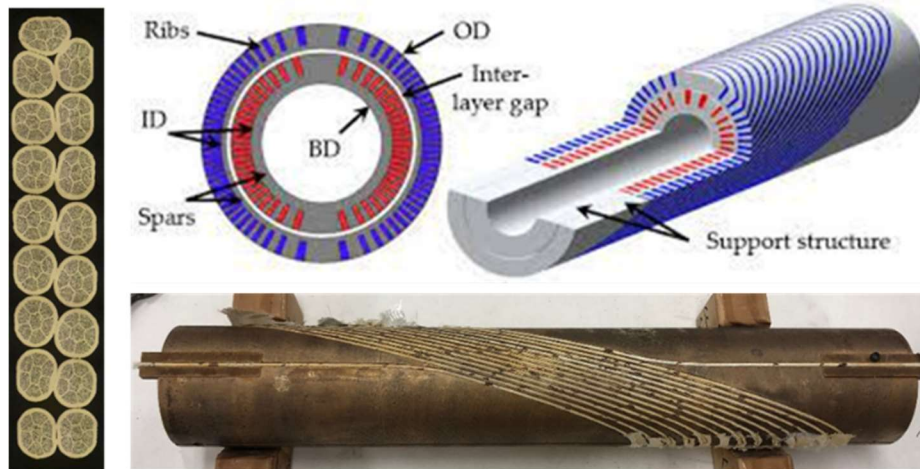 Ribs
OD
Inter-
layer gap
ID
BD
Spars
Support structure